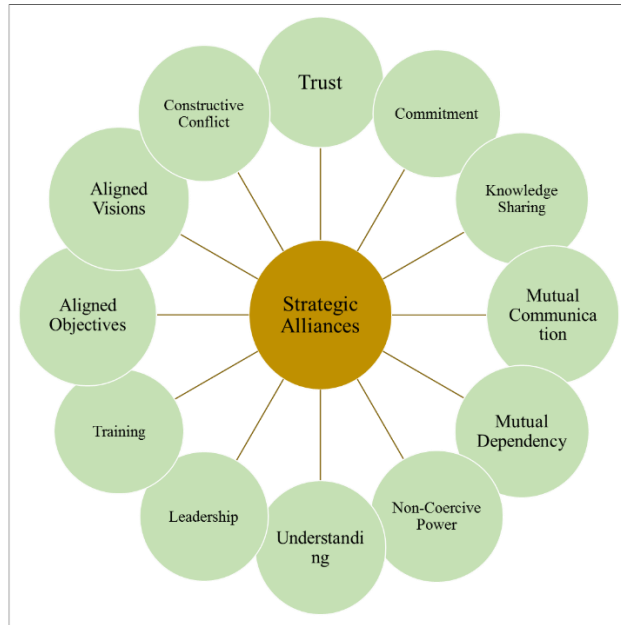 Trust
Commitment
Knowledge
Sharing
Mutual
Communica
tion
Mutual
Dependency
Non-Coercive
Power
Understandi
ng
Leadership
Training
Aligned
Objectives
Aligned
Visions
Constructive
Conflict
Strategic
Alliances